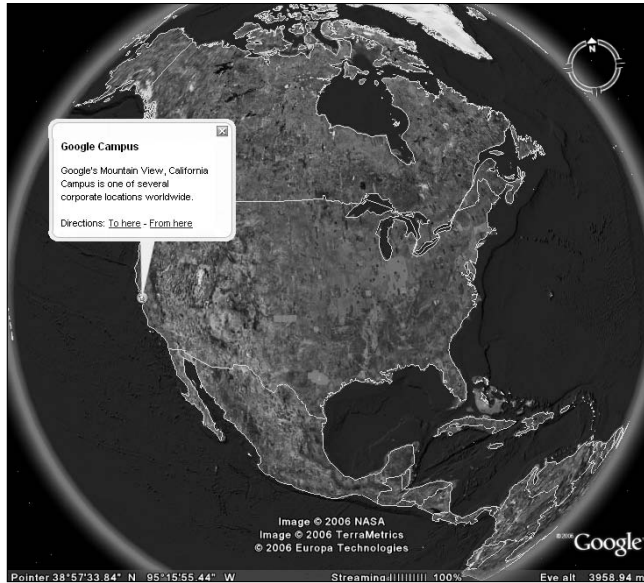 N
Google Campus
Google's Mountain View, California
Campus is one of several
corporate locations worldwide.
Directions: To here - From here
Image © 2006 NASA
Image © 2006 TerraMetrics
© 2006 Europa Technologies
©2006 Google
Pointer 38°57'33.84" N 95°15'55.44" W Streaming |||||||||| 100% Eye alt 3958.94